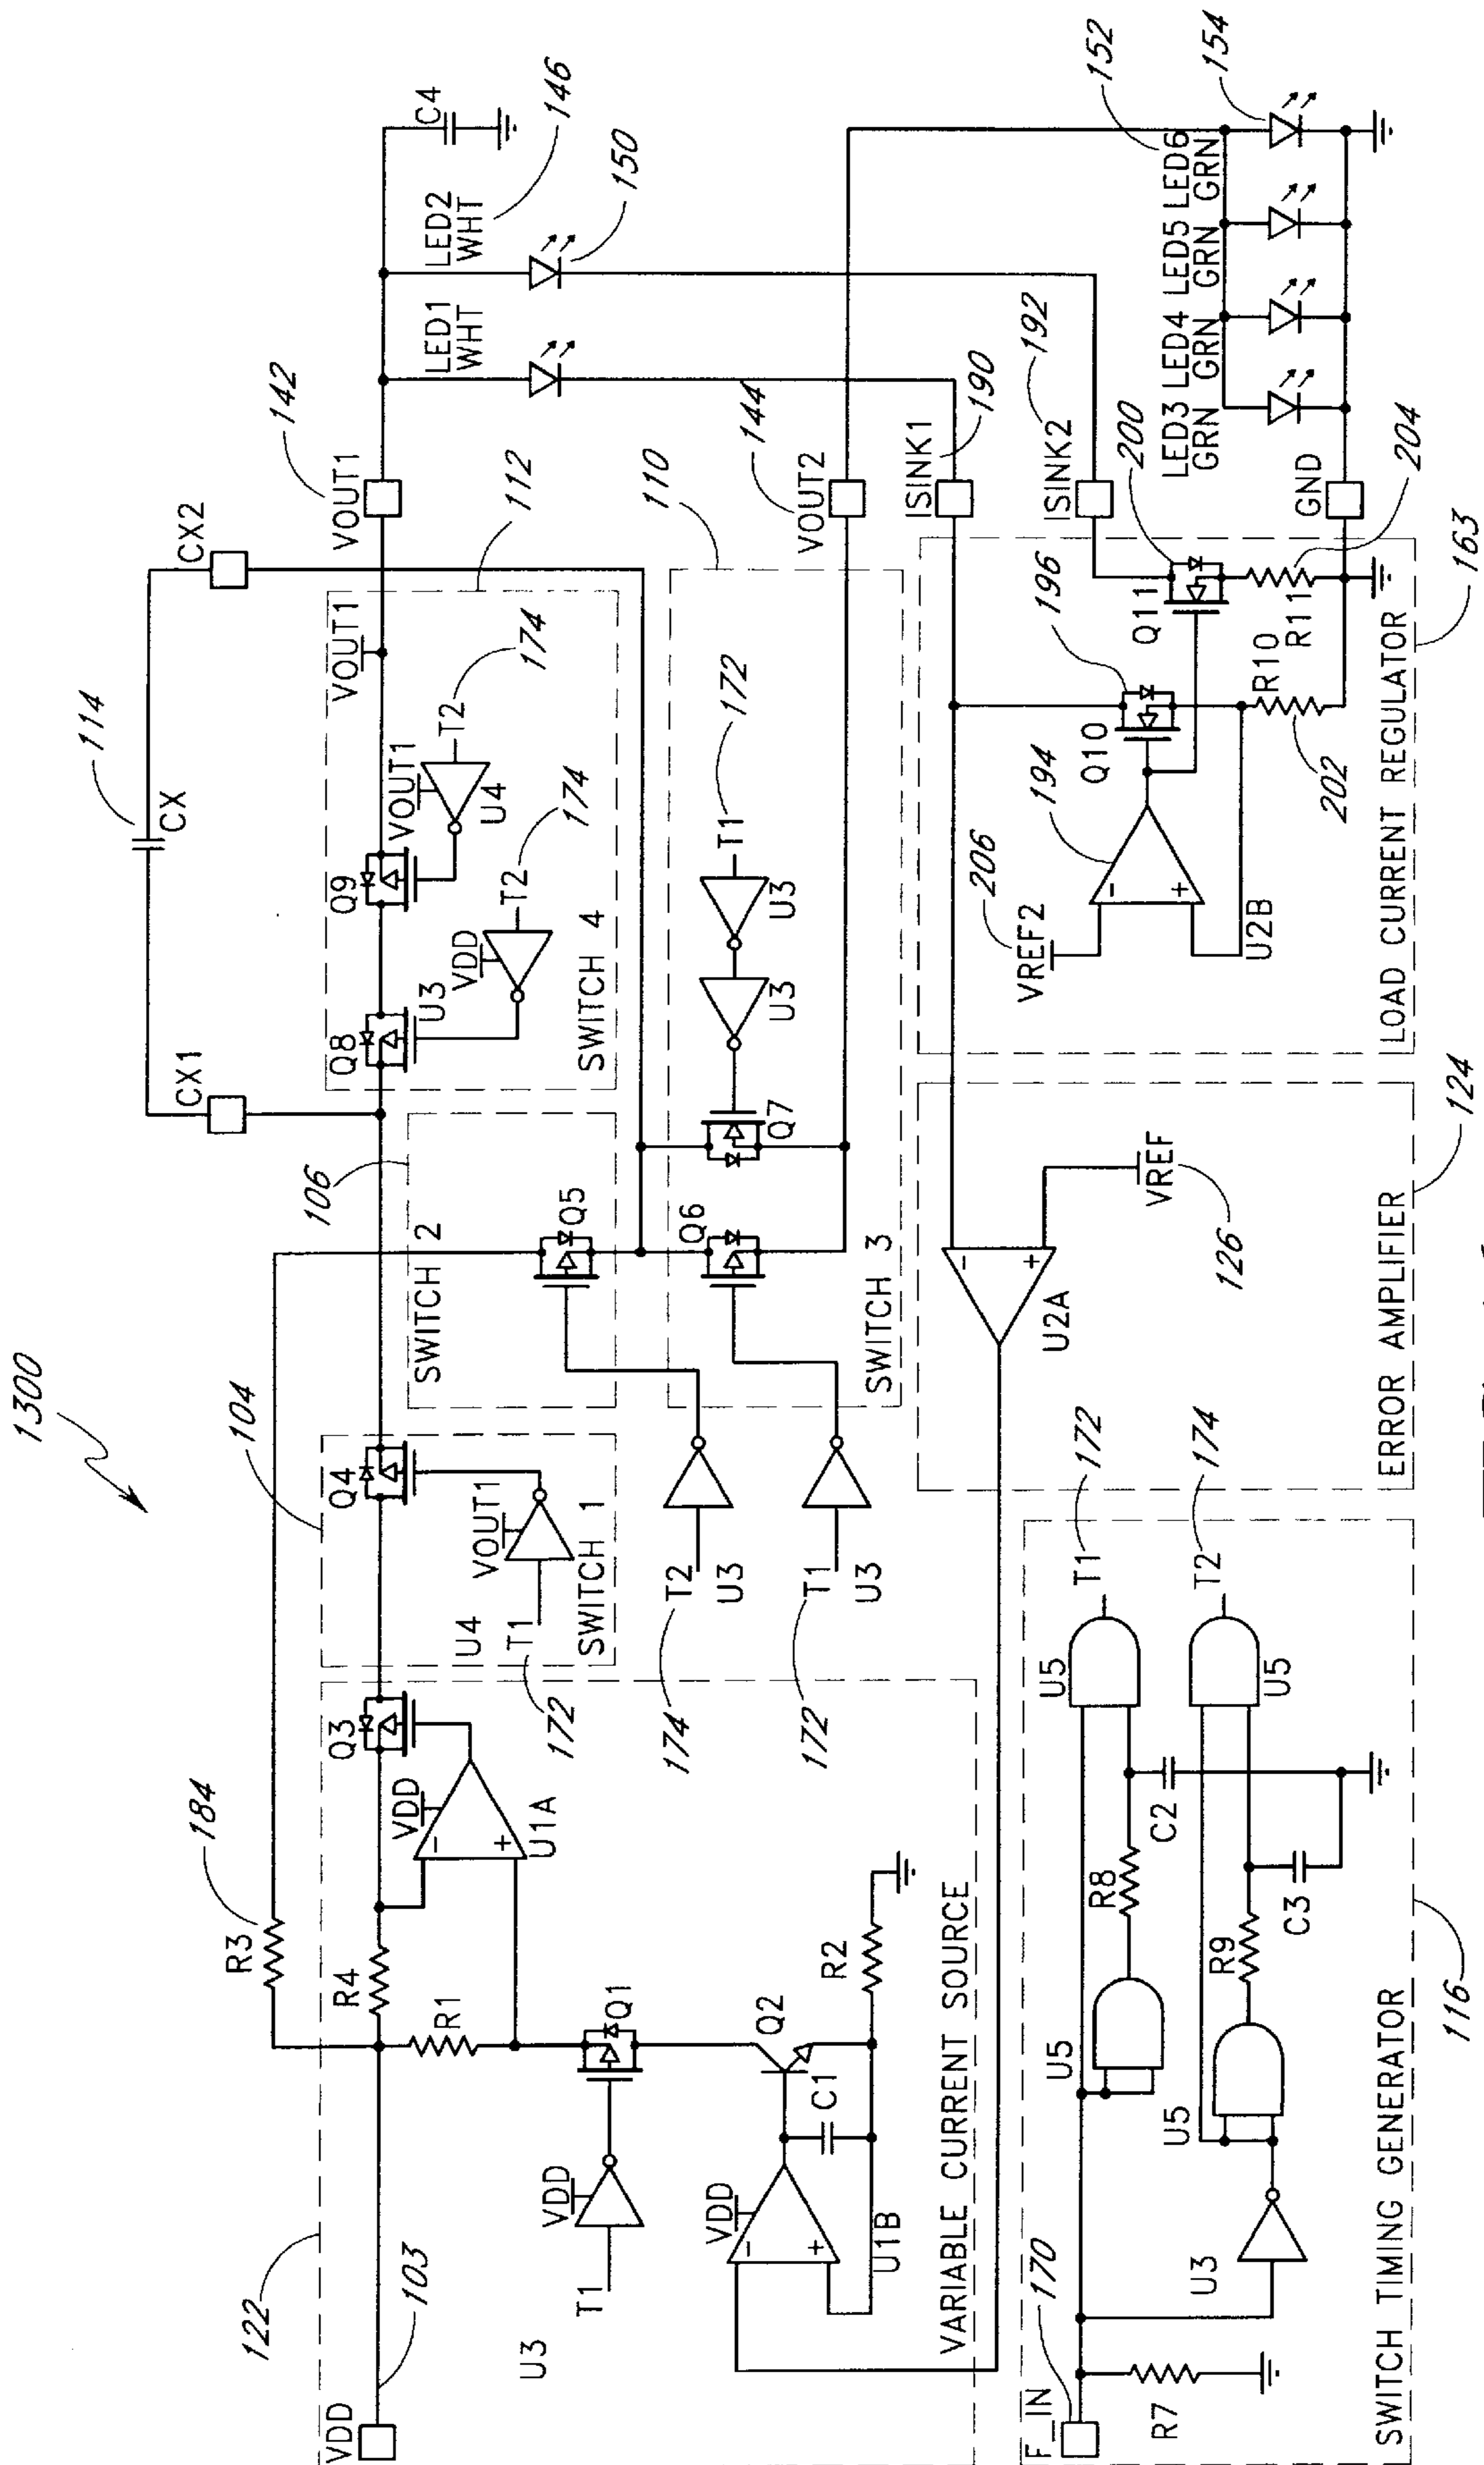 1300
122
VDD
103
R3
184
R4
R1
VDD
U1A
Q3
T1
VDD
U3
Q1
Q2
C1
VDD
U1B
R2
VARIABLE CURRENT SOURCE
104
Q4
VOUT1
U4
T1
172
SWITCH 1
T2
174
U3
T1
172
U3
SWITCH 2
106
Q5
Q6
Q7
U3
U3
T1
172
SWITCH 3
110
CX1
114
CX
CX2
Q8
U3
VDD
T2
174
Q9
VOUT1
U4
T2
174
SWITCH 4
VOUT1
112
VOUT1
142
LED1
WHT
LED2
WHT
146
150
C4
144
VOUT2
ISINK1
190
ISINK2
192
LED3
GRN
LED4
GRN
LED5
GRN
LED6
GRN
152
154
GND
F_IN
170
R7
U3
U5
U5
R8
R9
C2
C3
U5
U5
T1
172
T2
174
SWITCH TIMING GENERATOR
116
U2A
VREF
126
ERROR AMPLIFIER
124
VREF2
206
U2B
194
Q10
196
Q11
200
R10
R11
202
204
LOAD CURRENT REGULATOR
163